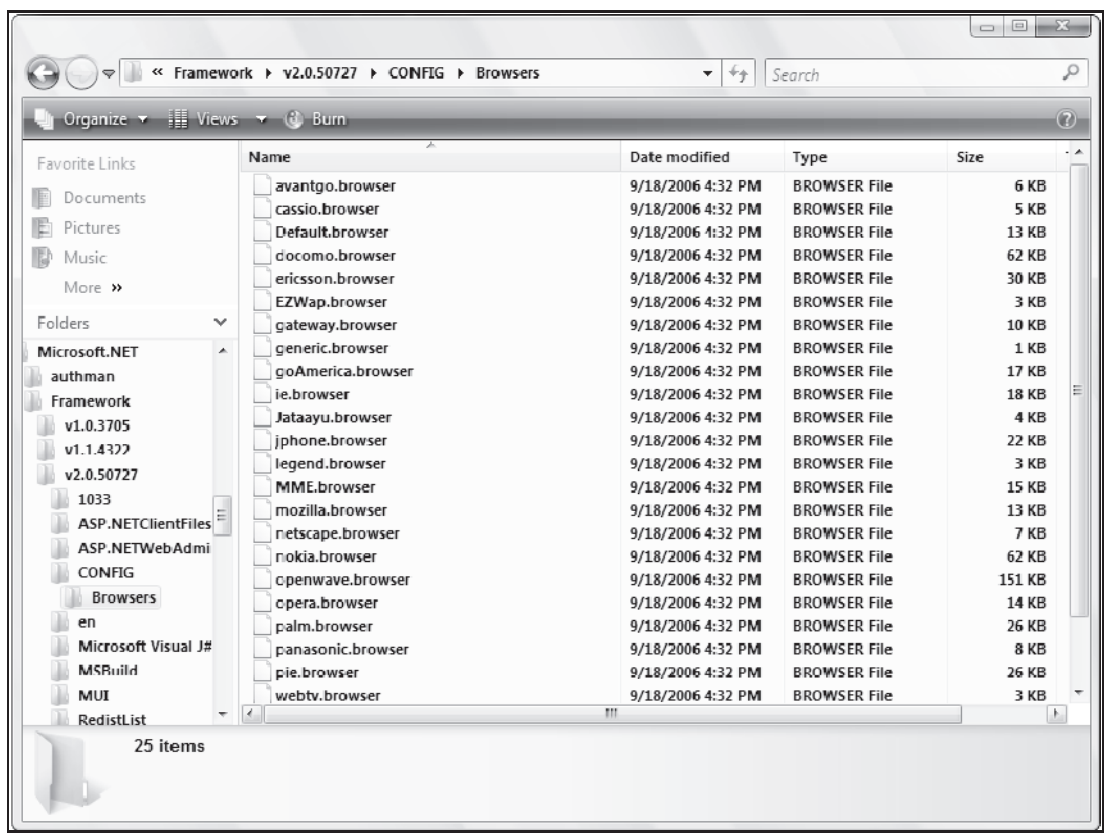 « Framework ▸ v2.0.50727 ▸ CONFIG ▸ Browsers
Search
Organize Views Burn
Favorite Links
Documents
Pictures
Music
More »
Folders
Microsoft.NET
authman
Framework
v1.0.3705
v1.1.4322
v2.0.50727
1033
ASP.NETClientFiles
ASP.NETWebAdmi
CONFIG
Browsers
en
Microsoft Visual J#
MSBuild
MUI
RedistList
Name Date modified Type Size
avantgo.browser 9/18/2006 4:32 PM BROWSER File 6 KB
cassio.browser 9/18/2006 4:32 PM BROWSER File 5 KB
Default.browser 9/18/2006 4:32 PM BROWSER File 13 KB
docomo.browser 9/18/2006 4:32 PM BROWSER File 62 KB
ericsson.browser 9/18/2006 4:32 PM BROWSER File 30 KB
EZWap.browser 9/18/2006 4:32 PM BROWSER File 3 KB
gateway.browser 9/18/2006 4:32 PM BROWSER File 10 KB
generic.browser 9/18/2006 4:32 PM BROWSER File 1 KB
goAmerica.browser 9/18/2006 4:32 PM BROWSER File 17 KB
ie.browser 9/18/2006 4:32 PM BROWSER File 18 KB
Jataayu.browser 9/18/2006 4:32 PM BROWSER File 4 KB
jphone.browser 9/18/2006 4:32 PM BROWSER File 22 KB
legend.browser 9/18/2006 4:32 PM BROWSER File 3 KB
MME.browser 9/18/2006 4:32 PM BROWSER File 15 KB
mozilla.browser 9/18/2006 4:32 PM BROWSER File 13 KB
netscape.browser 9/18/2006 4:32 PM BROWSER File 7 KB
nokia.browser 9/18/2006 4:32 PM BROWSER File 62 KB
openwave.browser 9/18/2006 4:32 PM BROWSER File 151 KB
opera.browser 9/18/2006 4:32 PM BROWSER File 14 KB
palm.browser 9/18/2006 4:32 PM BROWSER File 26 KB
panasonic.browser 9/18/2006 4:32 PM BROWSER File 8 KB
pie.browser 9/18/2006 4:32 PM BROWSER File 26 KB
webtv.browser 9/18/2006 4:32 PM BROWSER File 3 KB
25 items